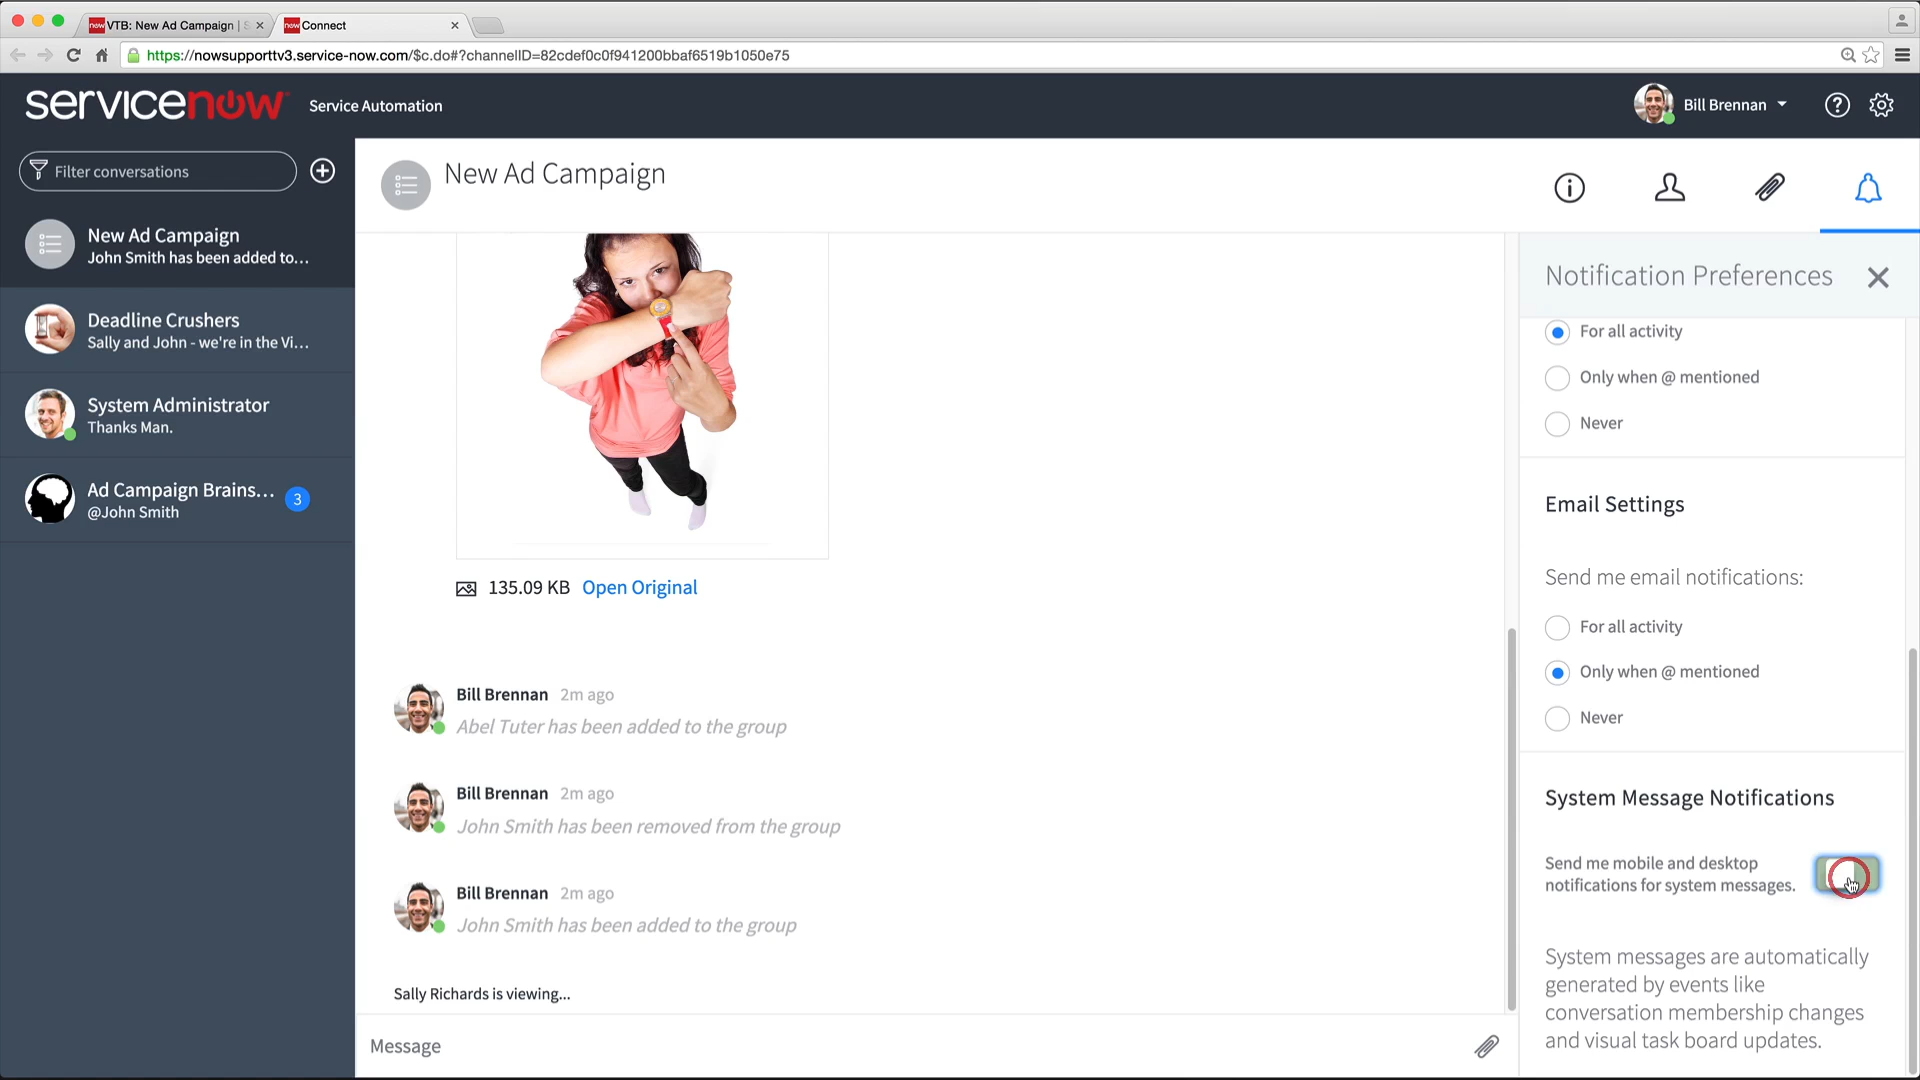 VTB: New Ad Campaign | S
Connect
https://nowsupporttv3.service-now.com/$c.do#?channelID=82cdef0c0f941200bbaf6519b1050e75
servicenow Service Automation
Bill Brennan
Filter conversations
New Ad Campaign
John Smith has been added to...
Deadline Crushers
Sally and John - we're in the Vi...
System Administrator
Thanks Man.
Ad Campaign Brains...
3
@John Smith
New Ad Campaign
135.09 KB Open Original
Bill Brennan 2m ago
Abel Tuter has been added to the group
Bill Brennan 2m ago
John Smith has been removed from the group
Bill Brennan 2m ago
John Smith has been added to the group
Sally Richards is viewing...
Message
Notification Preferences
For all activity
Only when @ mentioned
Never
Email Settings
Send me email notifications:
For all activity
Only when @ mentioned
Never
System Message Notifications
Send me mobile and desktop
notifications for system messages.
System messages are automatically
generated by events like
conversation membership changes
and visual task board updates.